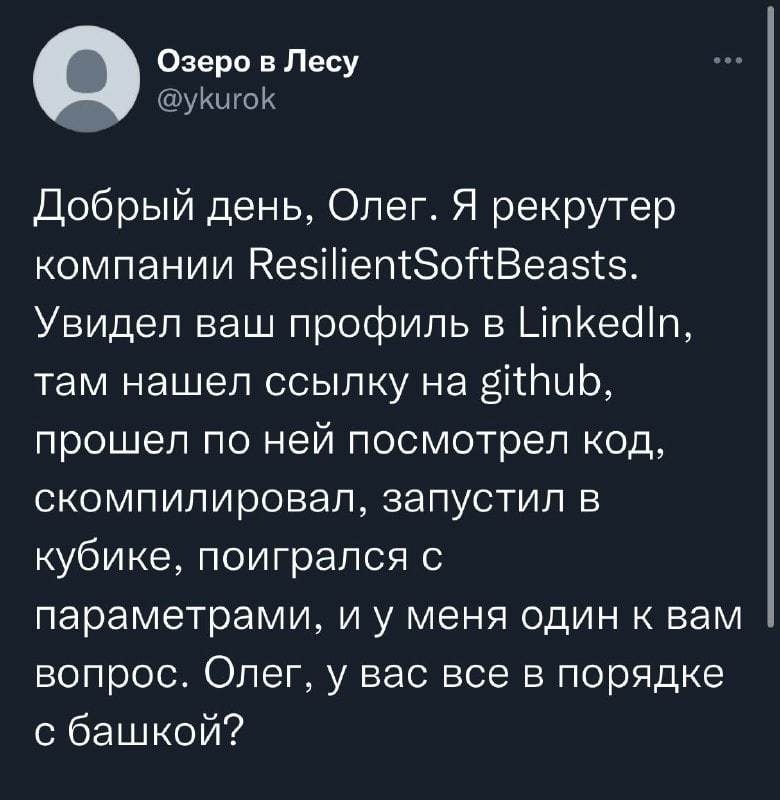 Озеро в Лесу
@ykurok
Добрый день, Олег. Я рекрутер
компании ResilientSoftBeasts.
Увидел ваш профиль в LinkedIn,
там нашел ссылку на github,
прошел по ней посмотрел код,
скомпилировал, запустил в
кубике, поигрался с
параметрами, и у меня один к вам
вопрос. Олег, у вас все в порядке
с башкой?